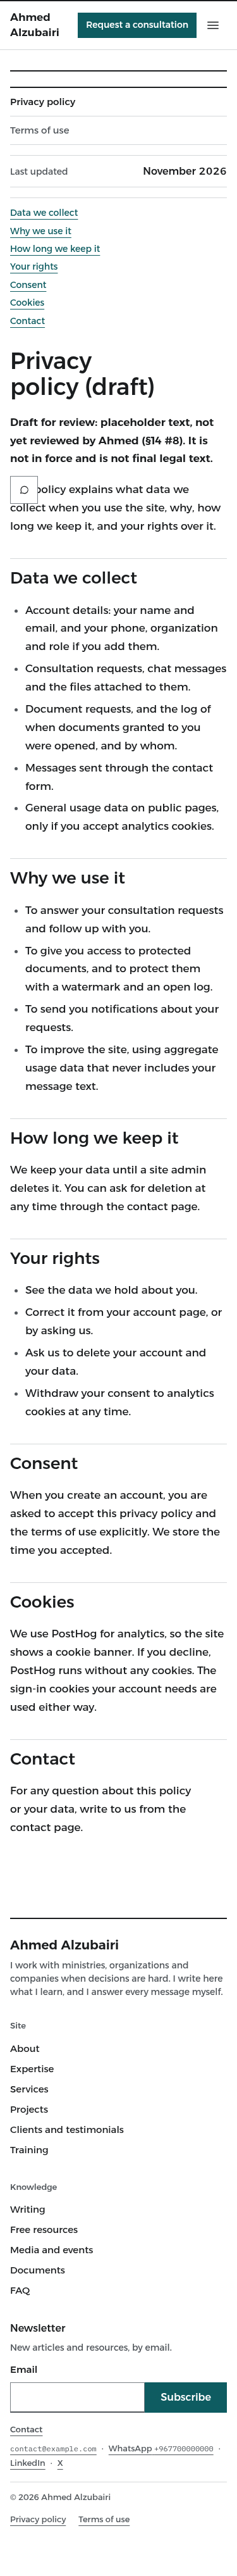 Ahmed
Alzubairi
Request a consultation
Privacy policy
Terms of use
Last updated
November 2026
Data we collect
Why we use it
How long we keep it
Your rights
Consent
Cookies
Contact
Privacy
policy (draft)
Draft for review: placeholder text, not
yet reviewed by Ahmed (§14 #8). It is
not in force and is not final legal text.
policy explains what data we
collect when you use the site, why, how
long we keep it, and your rights over it.
Data we collect
• Account details: your name and
email, and your phone, organization
and role if you add them.
• Consultation requests, chat messages
and the files attached to them.
• Document requests, and the log of
when documents granted to you
were opened, and by whom.
• Messages sent through the contact
form.
• General usage data on public pages,
only if you accept analytics cookies.
Why we use it
• To answer your consultation requests
and follow up with you.
• To give you access to protected
documents, and to protect them
with a watermark and an open log.
• To send you notifications about your
requests.
• To improve the site, using aggregate
usage data that never includes your
message text.
How long we keep it
We keep your data until a site admin
deletes it. You can ask for deletion at
any time through the contact page.
Your rights
• See the data we hold about you.
• Correct it from your account page, or
by asking us.
• Ask us to delete your account and
your data.
• Withdraw your consent to analytics
cookies at any time.
Consent
When you create an account, you are
asked to accept this privacy policy and
the terms of use explicitly. We store the
time you accepted.
Cookies
We use PostHog for analytics, so the site
shows a cookie banner. If you decline,
PostHog runs without any cookies. The
sign-in cookies your account needs are
used either way.
Contact
For any question about this policy
or your data, write to us from the
contact page.
Ahmed Alzubairi
I work with ministries, organizations and
companies when decisions are hard. I write here
what I learn, and I answer every message myself.
Site
About
Expertise
Services
Projects
Clients and testimonials
Training
Knowledge
Writing
Free resources
Media and events
Documents
FAQ
Newsletter
New articles and resources, by email.
Email
Subscribe
Contact
contact@example.com · WhatsApp +967700000000 ·
LinkedIn · X
© 2026 Ahmed Alzubairi
Privacy policy Terms of use